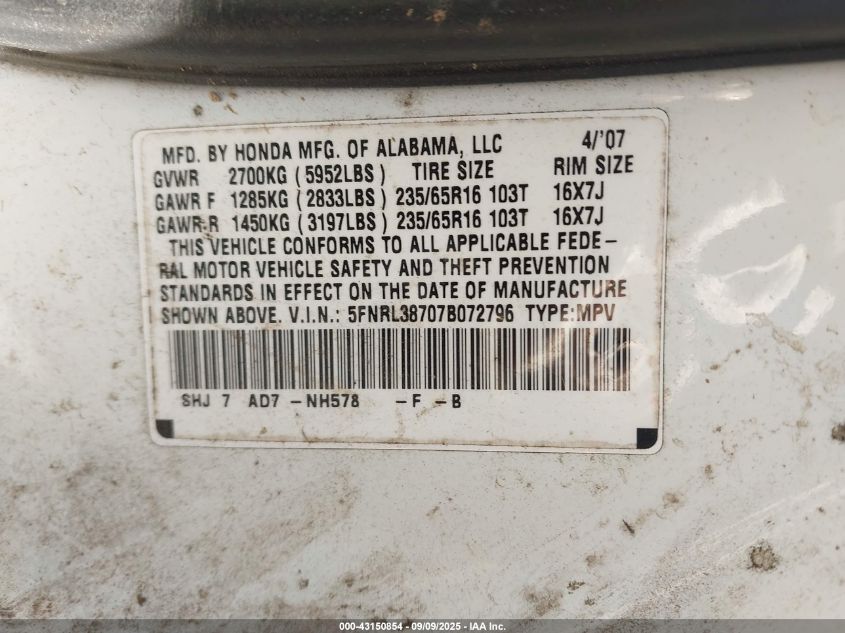 MFD. BY HONDA MFG. OF ALABAMA, LLC 4/'07
GVWR 2700KG (5952LBS) TIRE SIZE RIM SIZE
GAWR F 1285KG (2833LBS) 235/65R16 103T 16X7J
GAWR R 1450KG (3197LBS) 235/65R16 103T 16X7J
THIS VEHICLE CONFORMS TO ALL APPLICABLE FEDE-
RAL MOTOR VEHICLE SAFETY AND THEFT PREVENTION
STANDARDS IN EFFECT ON THE DATE OF MANUFACTURE
SHOWN ABOVE. V.I.N.: 5FNRL38707B072796 TYPE:MPV
SHJ 7 AD7 -NH578 -F -B
000-43150854 - 09/09/2025 - IAA Inc.